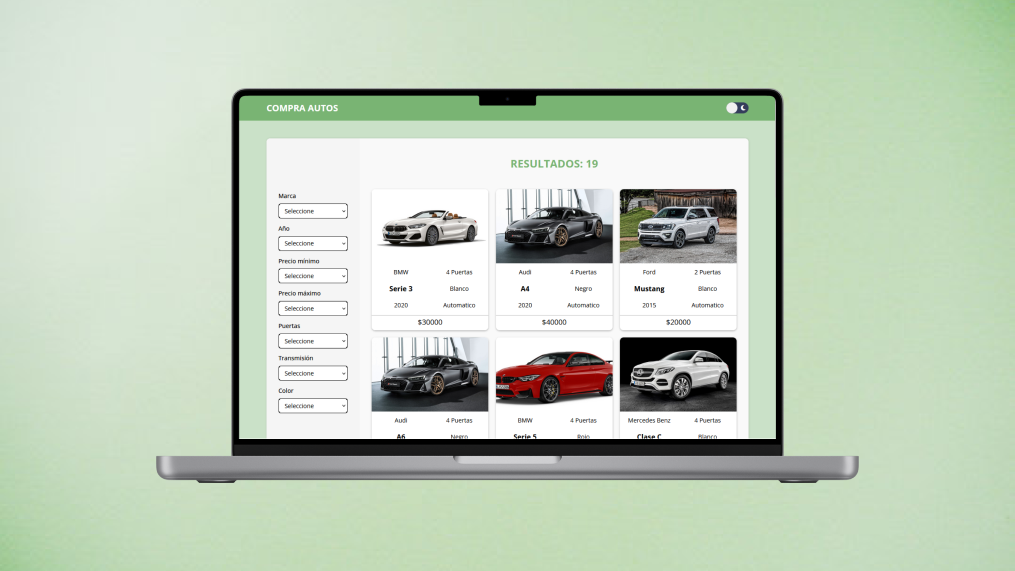 COMPRA AUTOS
RESULTADOS: 19
Marca
Seleccione
Año
Seleccione
Precio mínimo
Seleccione
Precio máximo
Seleccione
Puertas
Seleccione
Transmisión
Seleccione
Color
Seleccione
BMW 4 Puertas
Serie 3 Blanco
2020 Automatico
$30000
Audi 4 Puertas
A4 Negro
2020 Automatico
$40000
Ford 2 Puertas
Mustang Blanco
2015 Automatico
$20000
Audi 4 Puertas
A6 Negro
BMW 4 Puertas
Serie 5 Rojo
Mercedes Benz 4 Puertas
Clase C Blanco